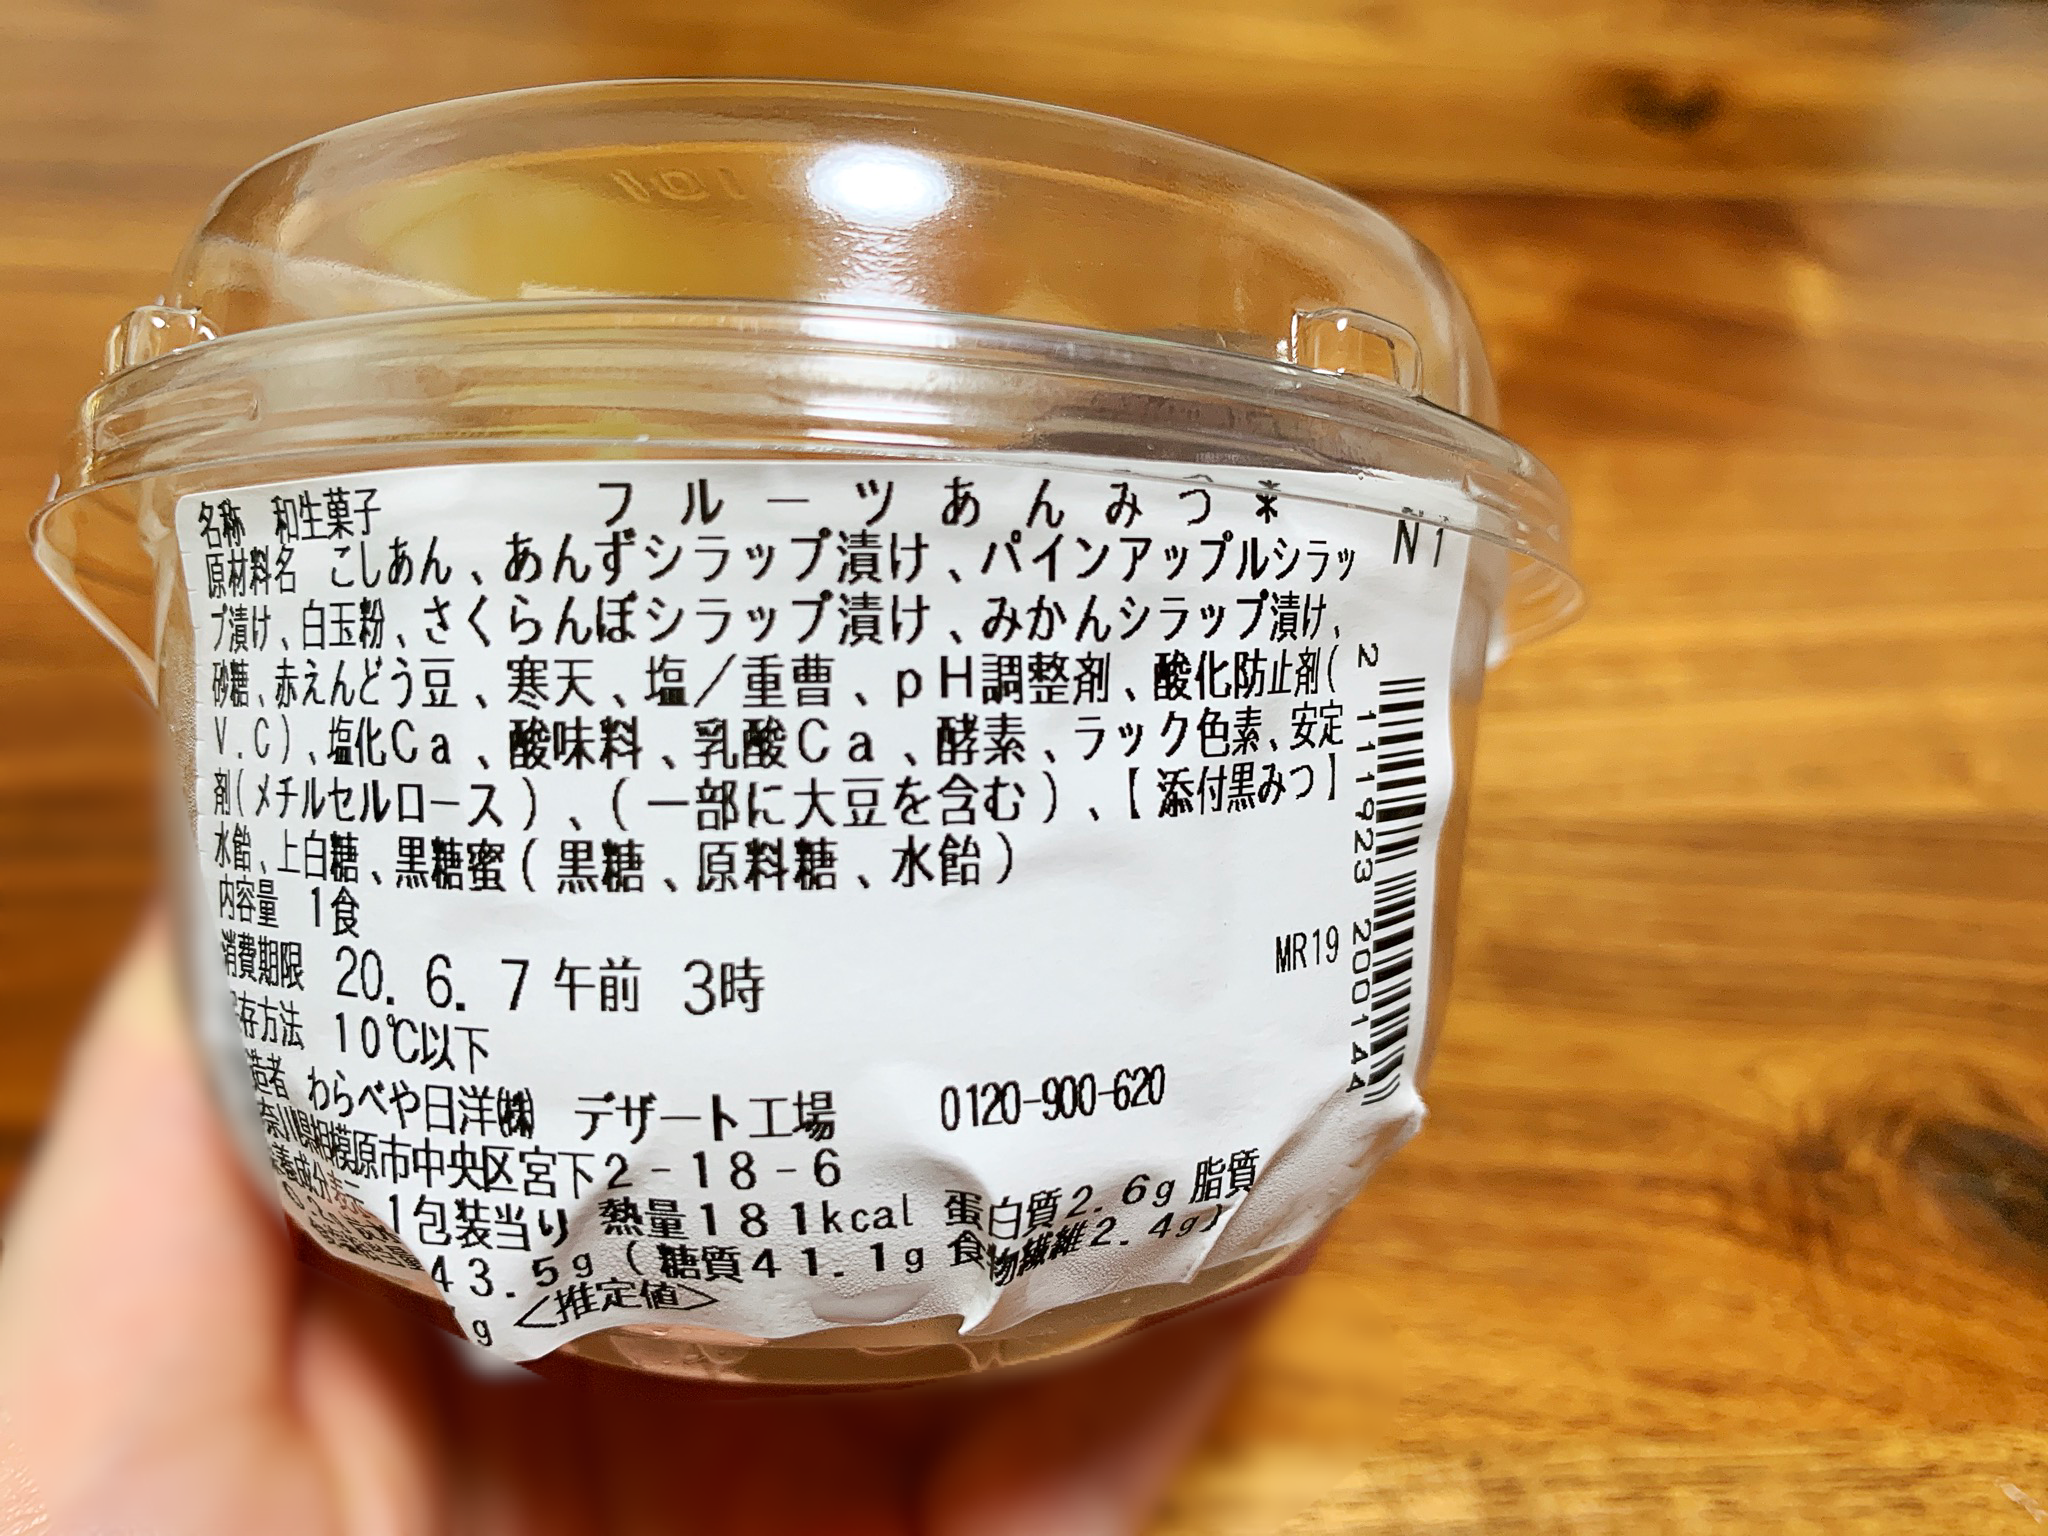 フルーツあんみつ*
N1
名称 和生菓子
原材料名 こしあん、あんずシラップ漬け、パインアップルシラッ
プ漬け、白玉粉、さくらんぼシラップ漬け、みかんシラップ漬け、
砂糖、赤えんどう豆、寒天、塩／重曹、pH調整剤、酸化防止剤(
V.C)、塩化Ca、酸味料、乳酸Ca、酵素、ラック色素、安定
剤(メチルセルロース)、(一部に大豆を含む)、【添付黒みつ】
水飴、上白糖、黒糖蜜(黒糖、原料糖、水飴)
内容量 1食
消費期限 20. 6. 7午前 3時
保存方法 10℃以下
製造者 わらべや日洋㈱ デザート工場 0120-900-620
神奈川県相模原市中央区宮下2-18-6
栄養成分表示 1包装当り 熱量181kcal 蛋白質2.6g 脂質
43.5g(糖質41.1g 食物繊維2.4g)
g <推定値>
MR19
2 111923 200144
101